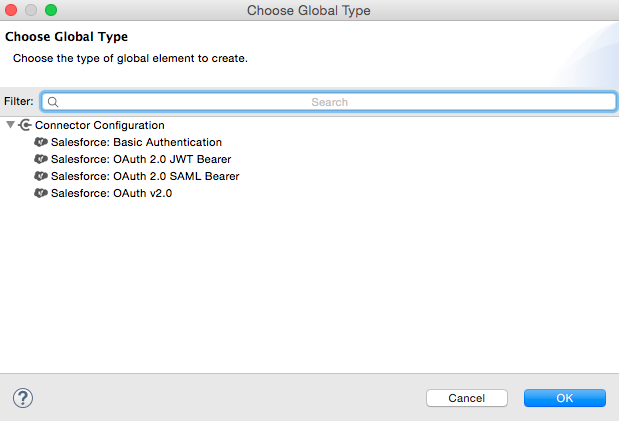 Choose Global Type
Choose Global Type
Choose the type of global element to create.
Filter: Search
Connector Configuration
Salesforce: Basic Authentication
Salesforce: OAuth 2.0 JWT Bearer
Salesforce: OAuth 2.0 SAML Bearer
Salesforce: OAuth v2.0
? Cancel OK